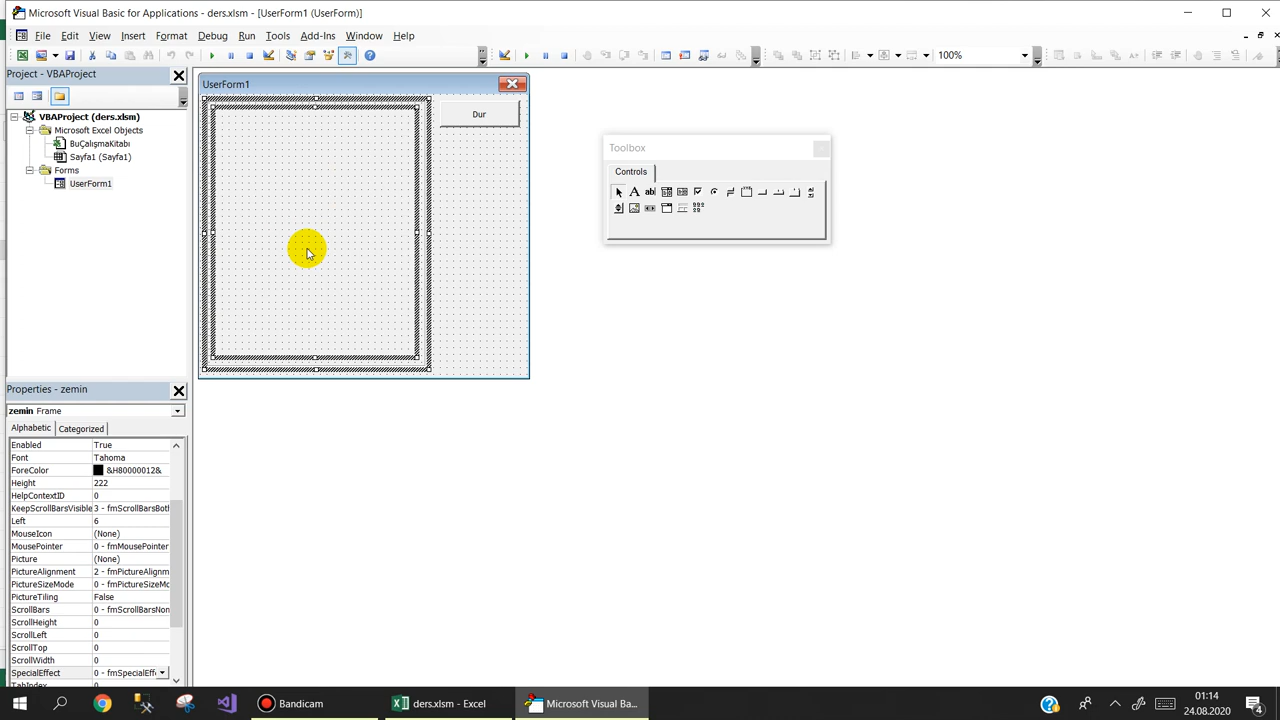 Microsoft Visual Basic for Applications - ders.xlsm - [UserForm1 (UserForm)]
File Edit View Insert Format Debug Run Tools Add-Ins Window Help
100%
Project - VBAProject
VBAProject (ders.xlsm)
Microsoft Excel Objects
BuÇalışmaKitabı
Sayfa1 (Sayfa1)
Forms
UserForm1
UserForm1
Dur
Toolbox
Controls
A ab
Properties - zemin
zemin Frame
Alphabetic Categorized
Enabled True
Font Tahoma
ForeColor &H80000012&
Height 222
HelpContextID 0
KeepScrollBarsVisible 3 - fmScrollBarsBoth
Left 6
MouseIcon (None)
MousePointer 0 - fmMousePointer
Picture (None)
PictureAlignment 2 - fmPictureAlignm
PictureSizeMode 0 - fmPictureSizeMo
PictureTiling False
ScrollBars 0 - fmScrollBarsNon
ScrollHeight 0
ScrollLeft 0
ScrollTop 0
ScrollWidth 0
SpecialEffect 0 - fmSpecialEffe
Bandicam
ders.xlsm - Excel
Microsoft Visual Ba...
01:14
24.08.2020
4